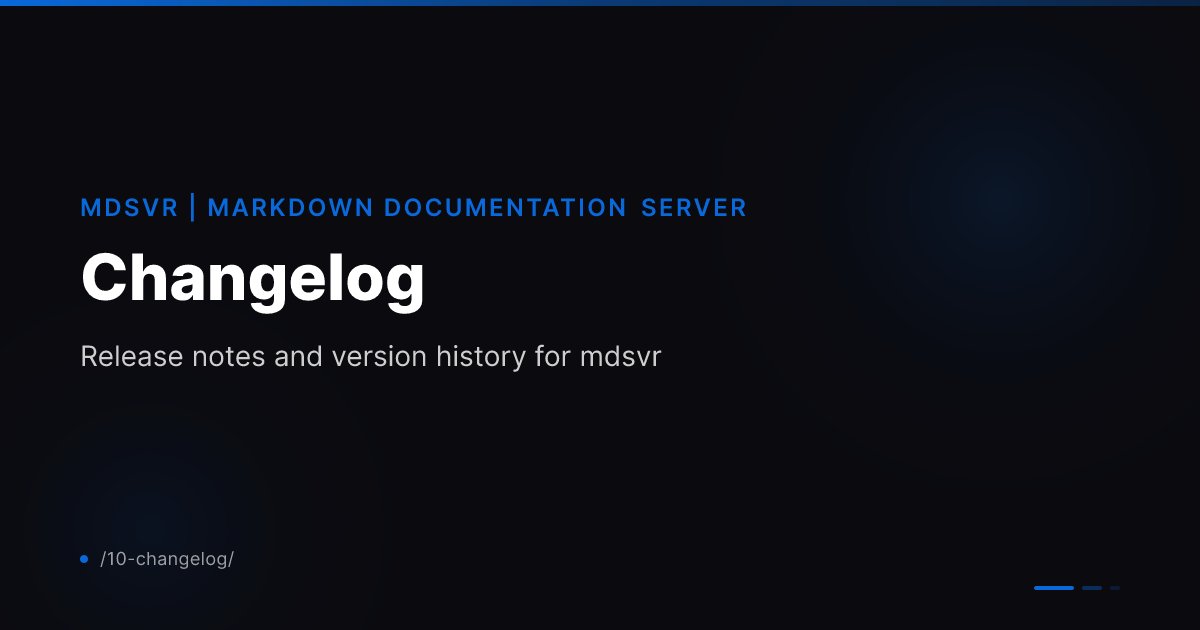 MDSVR | MARKDOWN DOCUMENTATION SERVER
Changelog
Release notes and version history for mdsvr
/10-changelog/